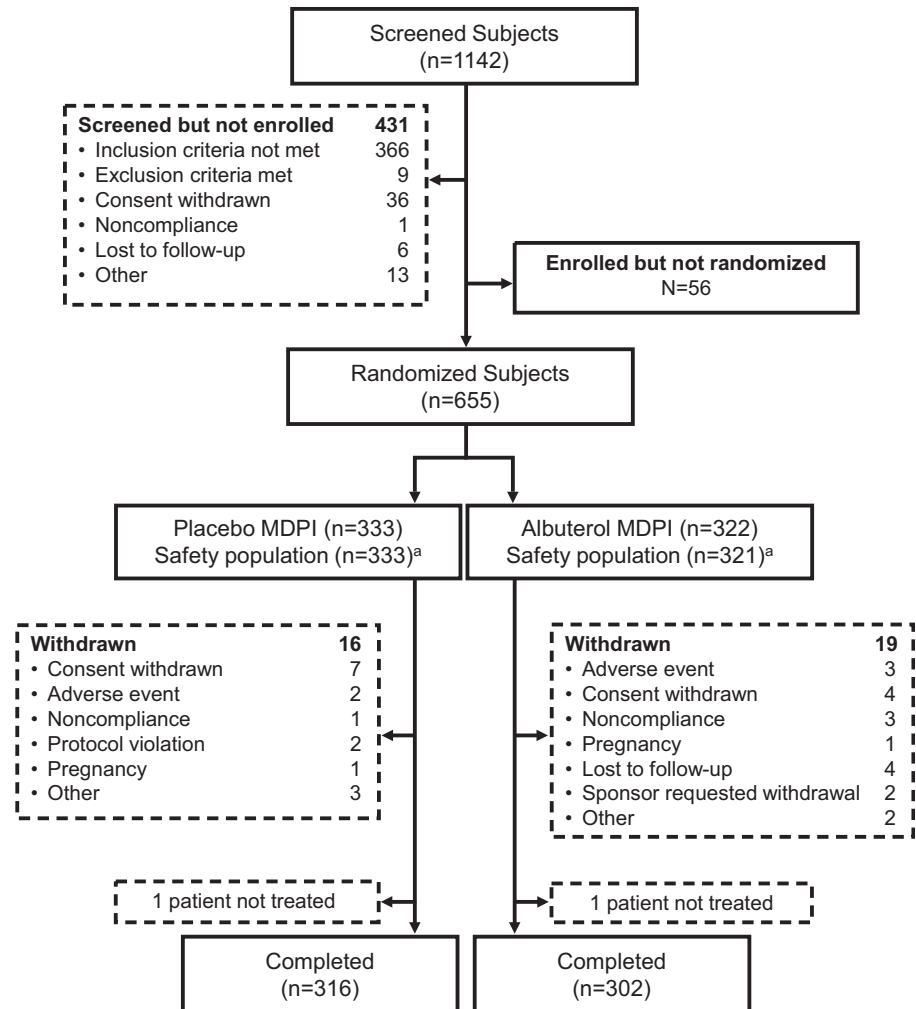 Screened Subjects
(n=1142)
Screened but not enrolled 431
• Inclusion criteria not met 366
• Exclusion criteria met 9
• Consent withdrawn 36
• Noncompliance 1
• Lost to follow-up 6
• Other 13
Enrolled but not randomized
N=56
Randomized Subjects
(n=655)
Placebo MDPI (n=333)
Safety population (n=333)ᵃ
Albuterol MDPI (n=322)
Safety population (n=321)ᵃ
Withdrawn 16
• Consent withdrawn 7
• Adverse event 2
• Noncompliance 1
• Protocol violation 2
• Pregnancy 1
• Other 3
Withdrawn 19
• Adverse event 3
• Consent withdrawn 4
• Noncompliance 3
• Pregnancy 1
• Lost to follow-up 4
• Sponsor requested withdrawal 2
• Other 2
1 patient not treated
1 patient not treated
Completed
(n=316)
Completed
(n=302)